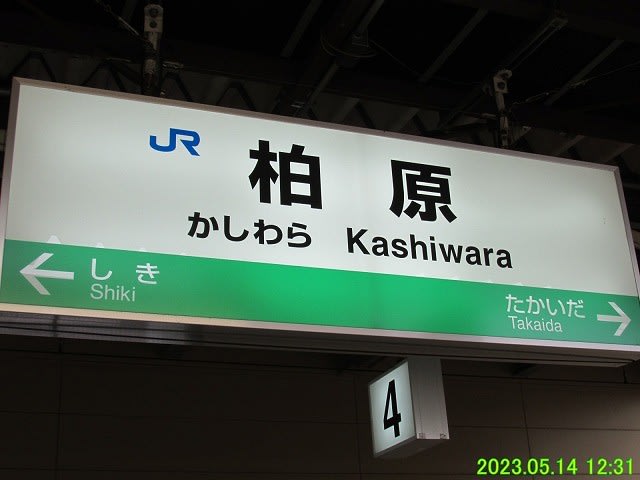 JR
柏原
かしわら Kashiwara
しき
Shiki
たかいだ
Takaida
4
2023.05.14 12:31